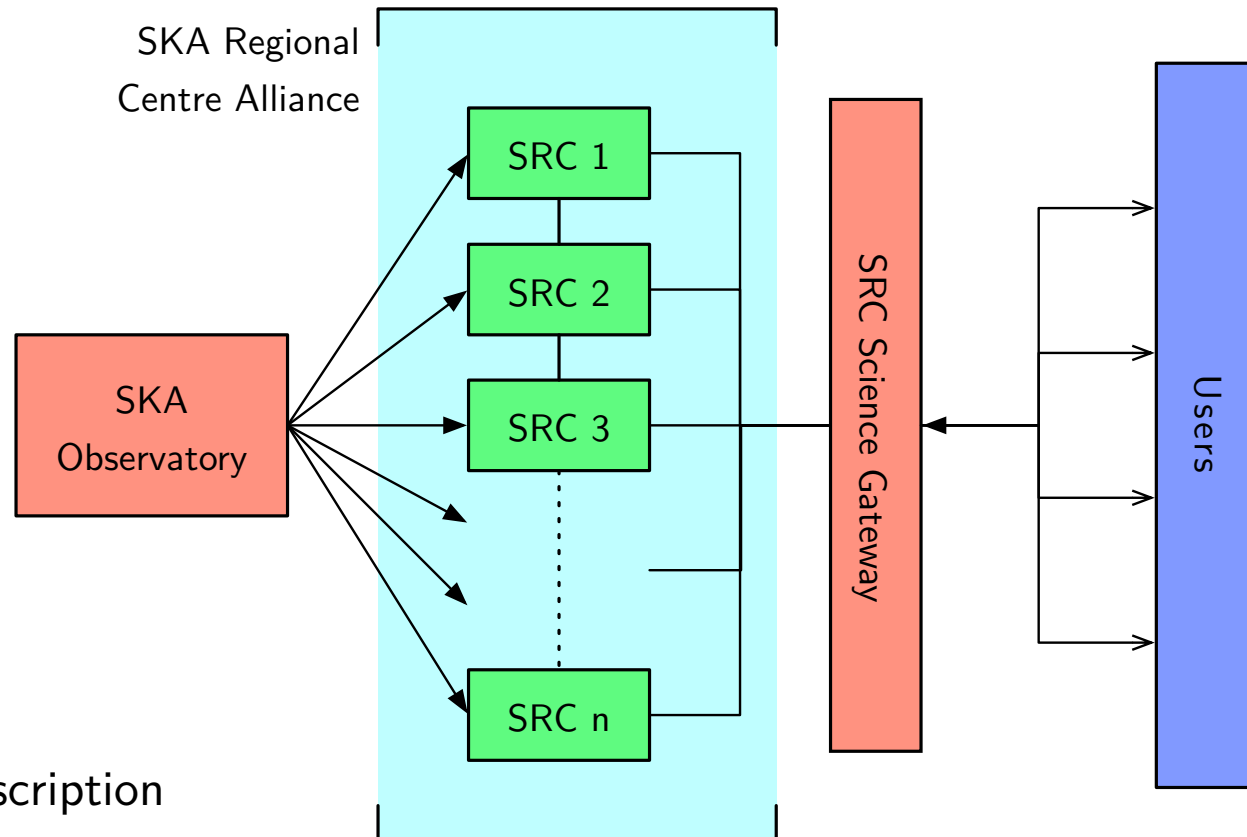 SKA Regional
Centre Alliance
SRC 1
SRC 2
SRC 3
SRC n
SKA
Observatory
SRC Science Gateway
Users
scription